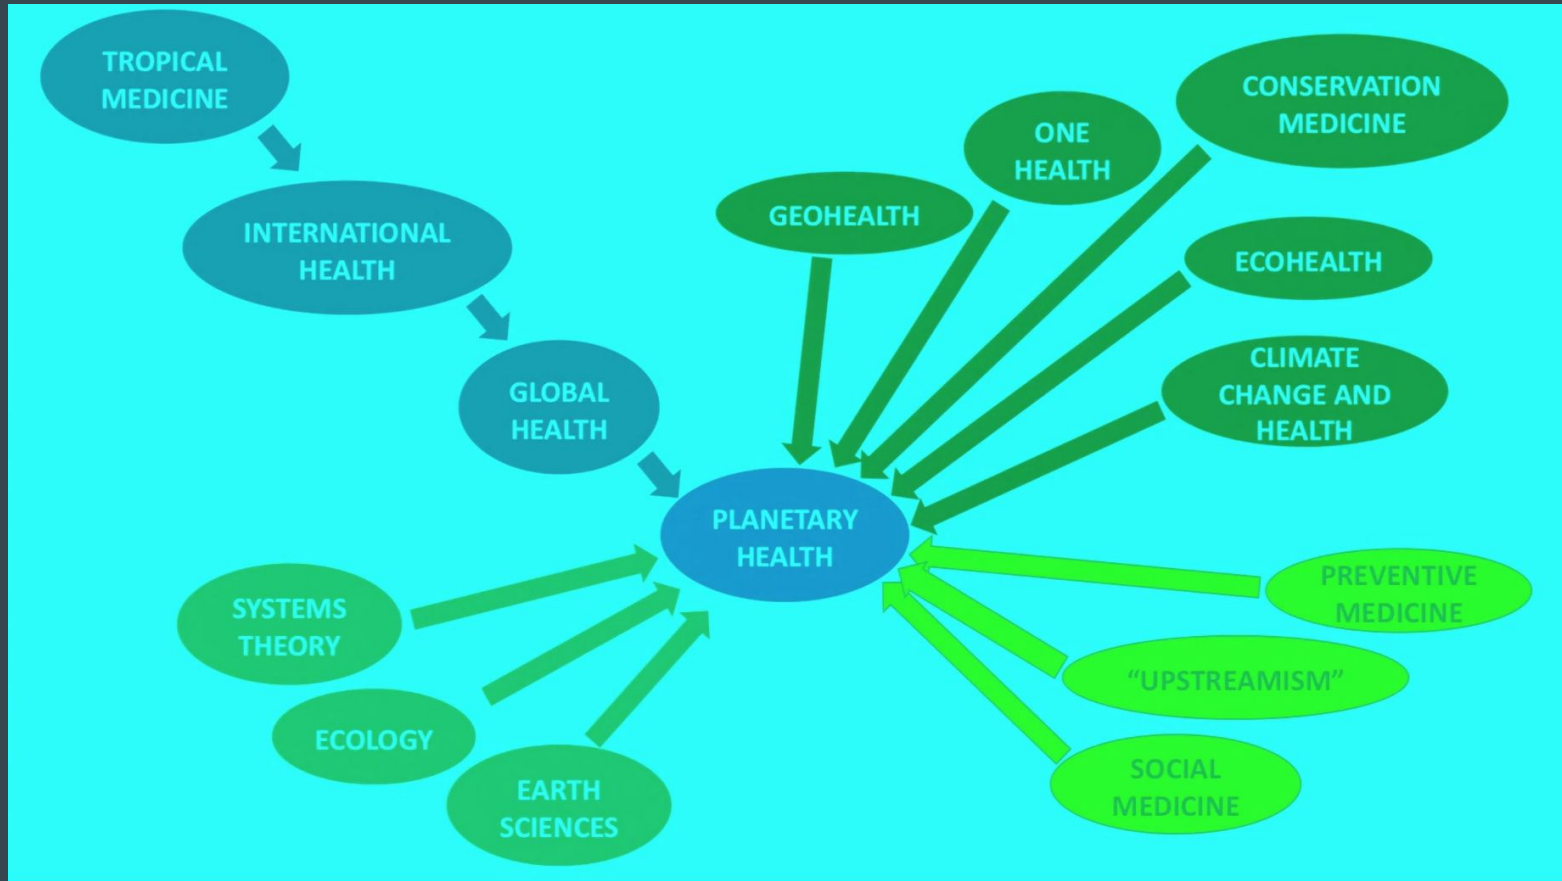 TROPICAL
MEDICINE
INTERNATIONAL
HEALTH
GLOBAL
HEALTH
PLANETARY
HEALTH
GEOHEALTH
ONE
HEALTH
CONSERVATION
MEDICINE
ECOHEALTH
CLIMATE
CHANGE AND
HEALTH
SYSTEMS
THEORY
ECOLOGY
EARTH
SCIENCES
PREVENTIVE
MEDICINE
“UPSTREAMISM”
SOCIAL
MEDICINE